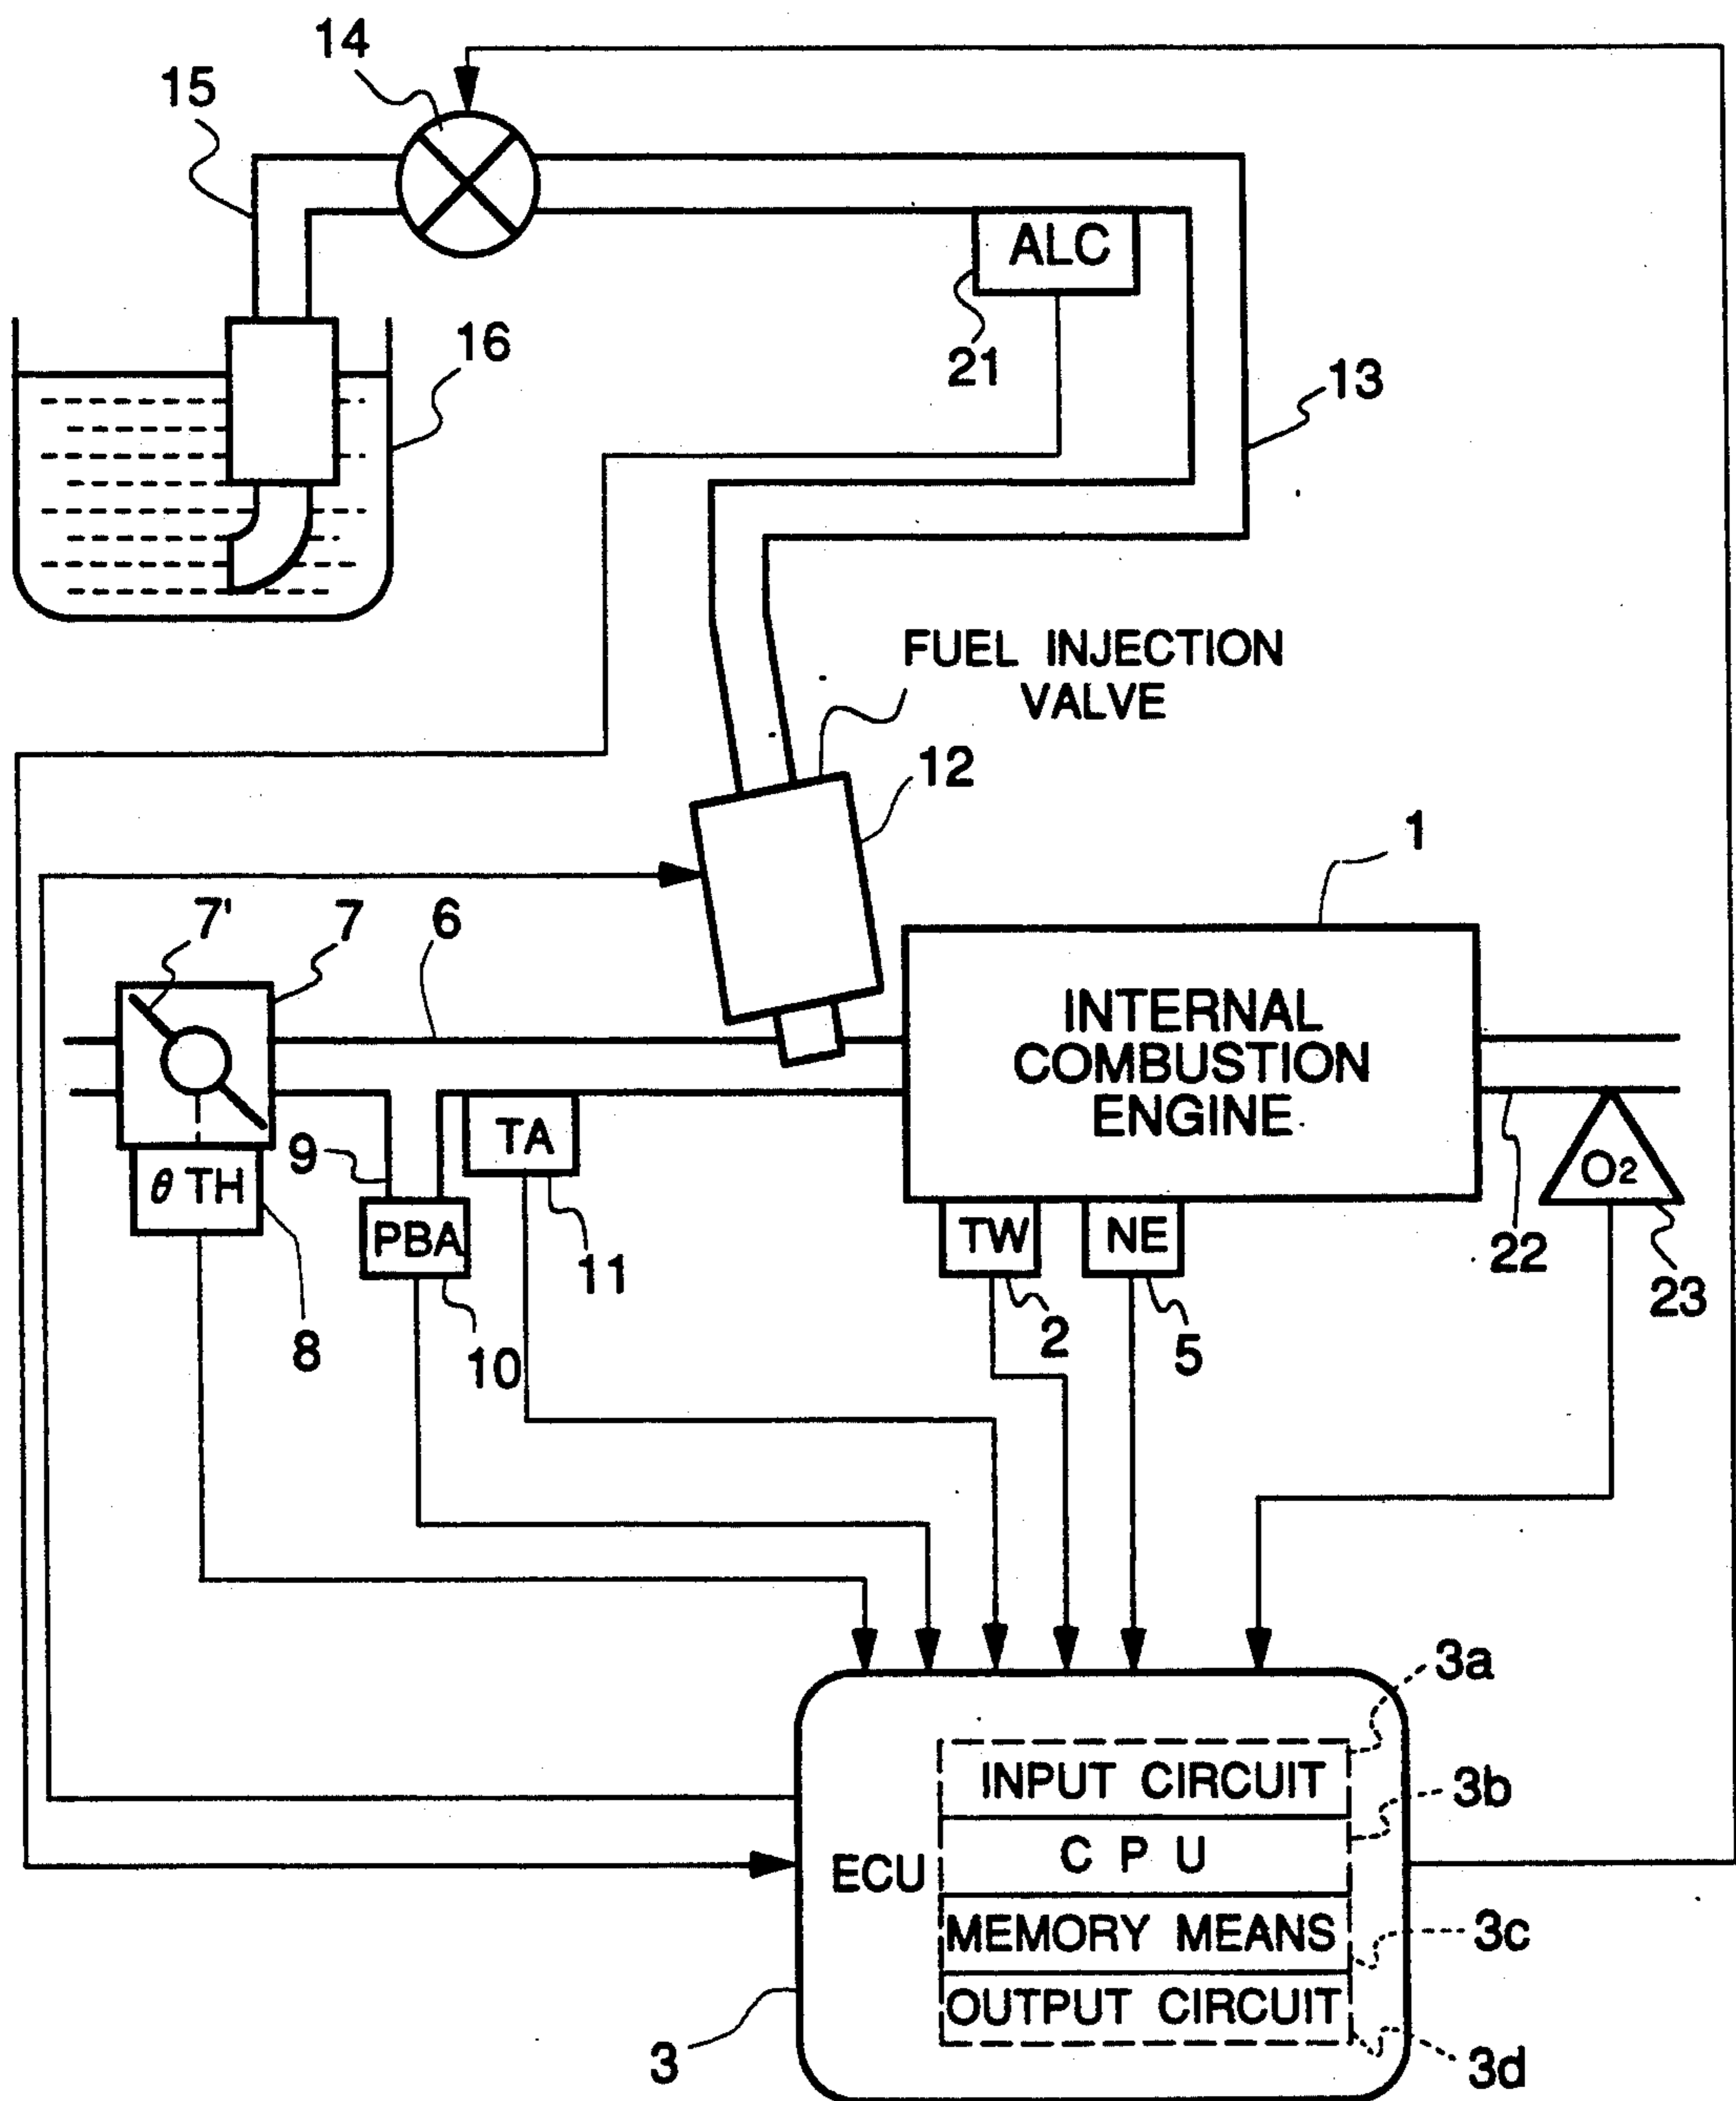 14
15
ALC
16
21
13
FUEL INJECTION
VALVE
12
1
7'
7
6
INTERNAL
COMBUSTION
ENGINE
TA
9
θ TH
O2
PBA
TW
NE
11
22
23
8
10
2
5
3a
INPUT CIRCUIT
3b
C P U
ECU
MEMORY MEANS
3c
OUTPUT CIRCUIT
3
3d